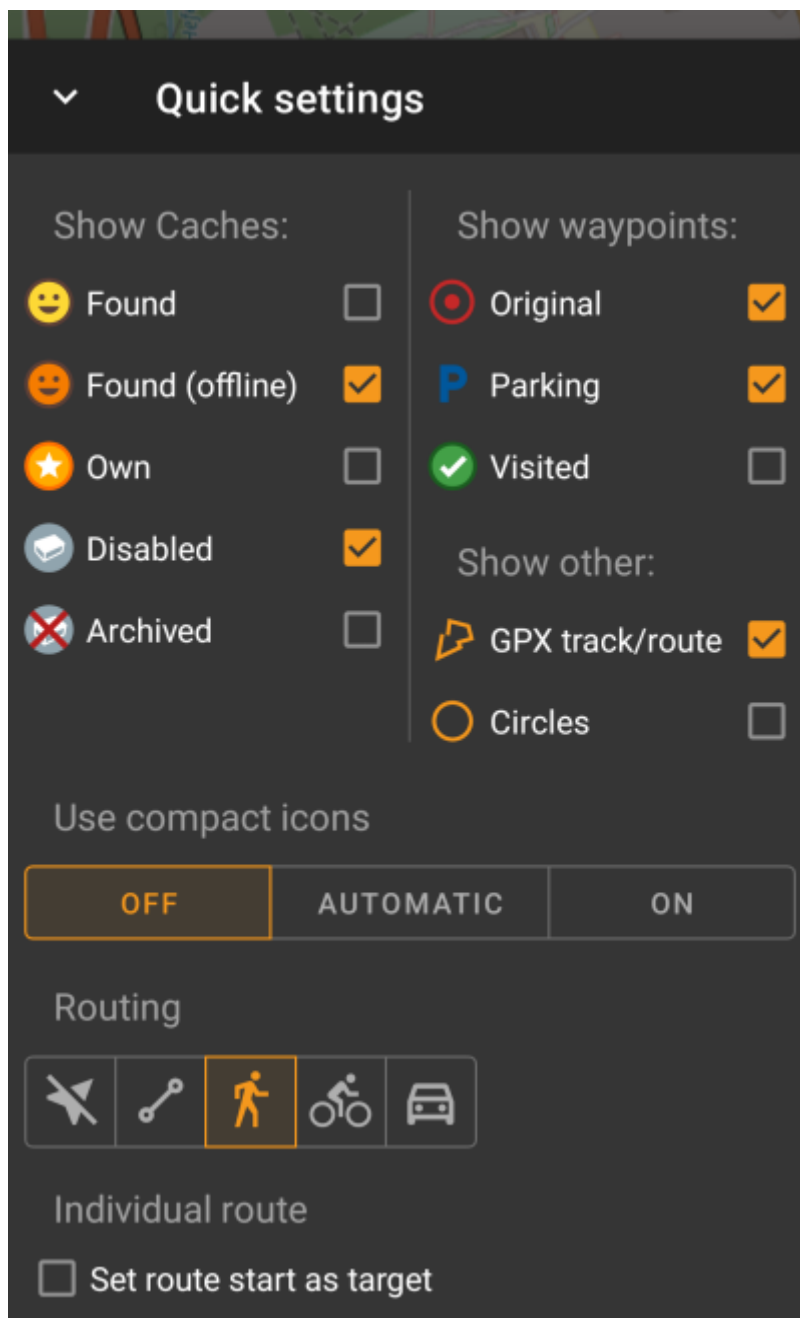 Quick settings
Show Caches:
Found
Found (offline)
Own
Disabled
Archived
Show waypoints:
Original
P Parking
Visited
Show other:
GPX track/route
Circles
Use compact icons
OFF
AUTOMATIC
ON
Routing
Individual route
Set route start as target